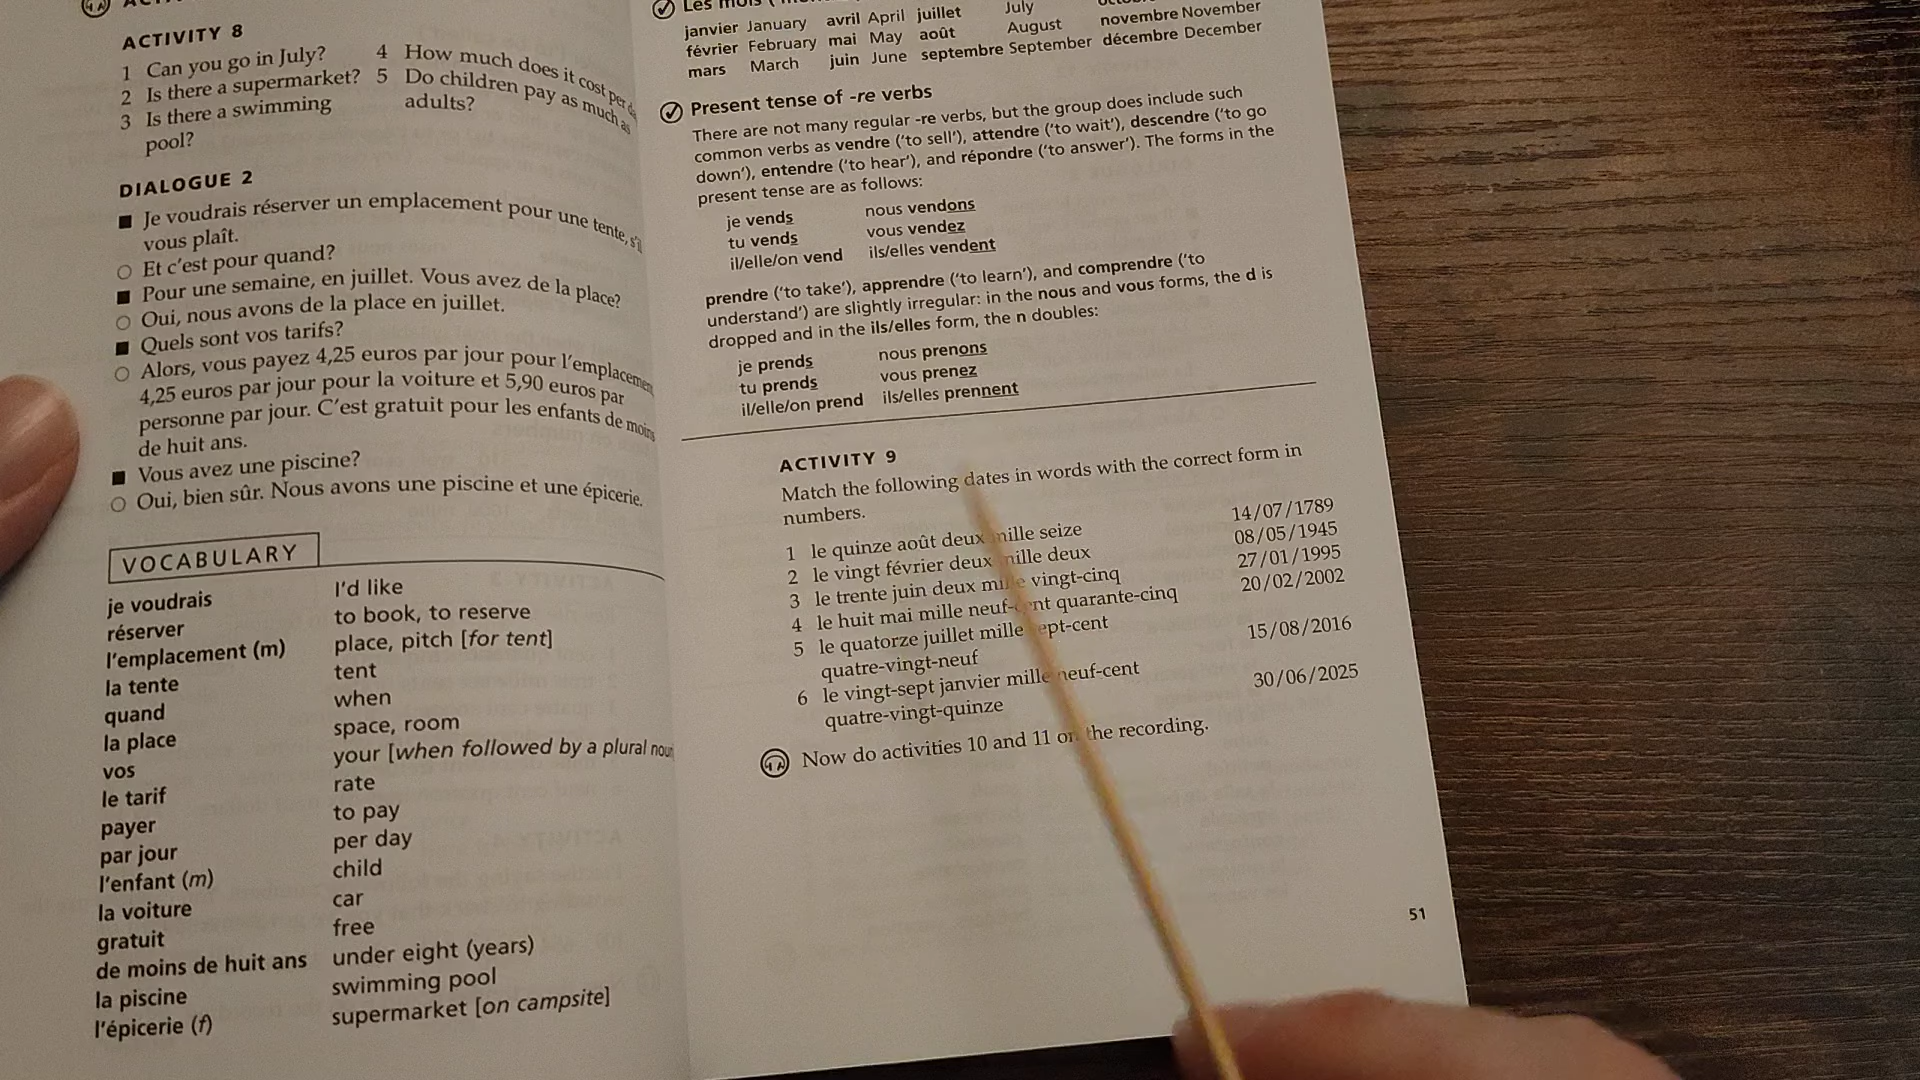 ACTIVITY 8
1 Can you go in July?
2 Is there a supermarket?
3 Is there a swimming
pool?
4 How much does it cost per
5 Do children pay as much as
adults?
DIALOGUE 2
■ Je voudrais réserver un emplacement pour une tente, s'il
vous plaît.
○ Et c'est pour quand?
■ Pour une semaine, en juillet. Vous avez de la place?
○ Oui, nous avons de la place en juillet.
■ Quels sont vos tarifs?
○ Alors, vous payez 4,25 euros par jour pour l'emplacement
4,25 euros par jour pour la voiture et 5,90 euros par
personne par jour. C'est gratuit pour les enfants de moins
de huit ans.
■ Vous avez une piscine?
○ Oui, bien sûr. Nous avons une piscine et une épicerie.
VOCABULARY
je voudrais I'd like
réserver to book, to reserve
l'emplacement (m) place, pitch [for tent]
la tente tent
quand when
la place space, room
vos your [when followed by a plural noun
le tarif rate
payer to pay
par jour per day
l'enfant (m) child
la voiture car
gratuit free
de moins de huit ans under eight (years)
la piscine swimming pool
l'épicerie (f) supermarket [on campsite]
Les mois
janvier January avril April juillet July
février February mai May août August novembre November
mars March juin June septembre September décembre December
Present tense of -re verbs
There are not many regular -re verbs, but the group does include such
common verbs as vendre ('to sell'), attendre ('to wait'), descendre ('to go
down'), entendre ('to hear'), and répondre ('to answer'). The forms in the
present tense are as follows:
je vends nous vendons
tu vends vous vendez
il/elle/on vend ils/elles vendent
prendre ('to take'), apprendre ('to learn'), and comprendre ('to
understand') are slightly irregular: in the nous and vous forms, the d is
dropped and in the ils/elles form, the n doubles:
je prends nous prenons
tu prends vous prenez
il/elle/on prend ils/elles prennent
ACTIVITY 9
Match the following dates in words with the correct form in
numbers.
1 le quinze août deux mille seize 14/07/1789
2 le vingt février deux mille deux 08/05/1945
3 le trente juin deux mille vingt-cinq 27/01/1995
4 le huit mai mille neuf-cent quarante-cinq 20/02/2002
5 le quatorze juillet mille sept-cent
quatre-vingt-neuf 15/08/2016
6 le vingt-sept janvier mille neuf-cent
quatre-vingt-quinze 30/06/2025
Now do activities 10 and 11 on the recording.
51